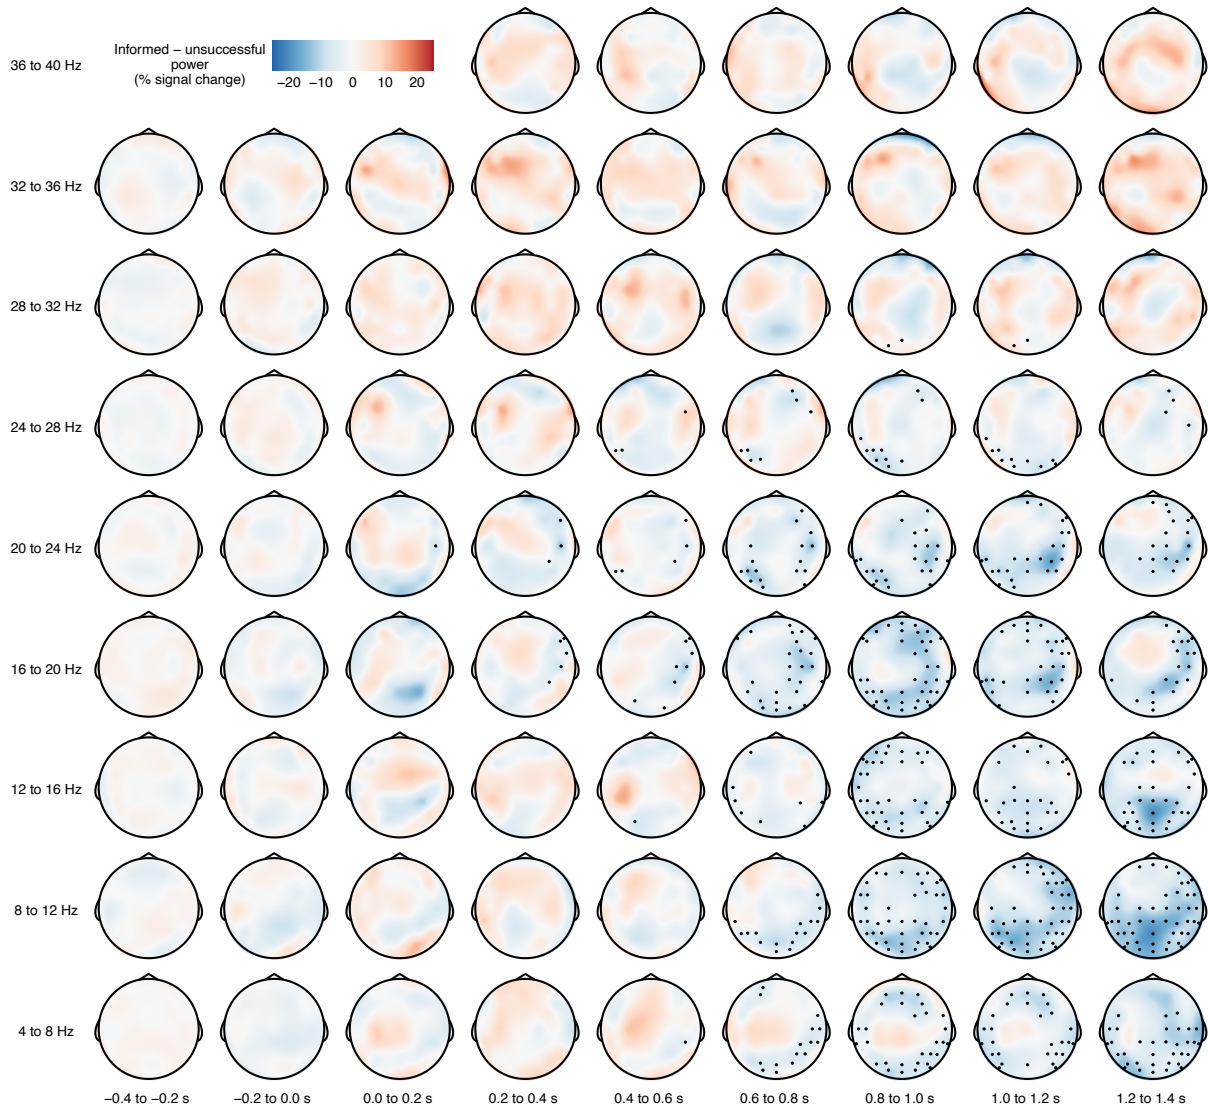 Informed − unsuccessful
power
(% signal change)
−20 −10 0 10 20
36 to 40 Hz
32 to 36 Hz
28 to 32 Hz
24 to 28 Hz
20 to 24 Hz
16 to 20 Hz
12 to 16 Hz
8 to 12 Hz
4 to 8 Hz
−0.4 to −0.2 s −0.2 to 0.0 s 0.0 to 0.2 s 0.2 to 0.4 s 0.4 to 0.6 s 0.6 to 0.8 s 0.8 to 1.0 s 1.0 to 1.2 s 1.2 to 1.4 s